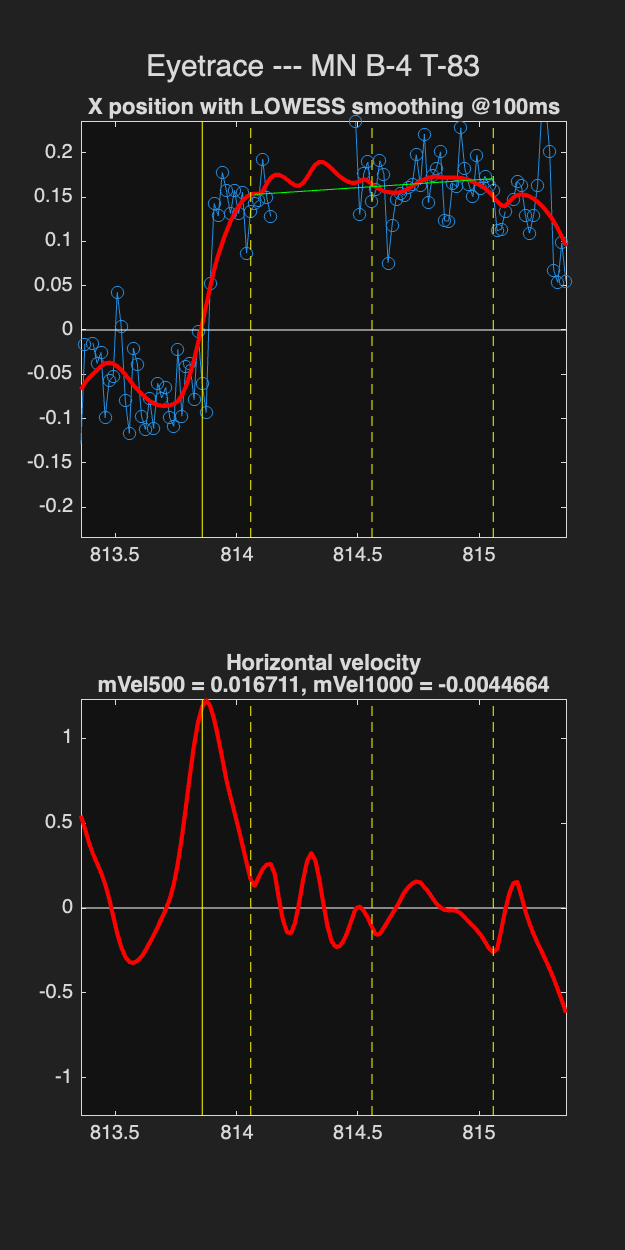 Eyetrace --- MN B-4 T-83
X position with LOWESS smoothing @100ms
0.2
0.15
0.1
0.05
0
-0.05
-0.1
-0.15
-0.2
813.5 814 814.5 815
Horizontal velocity
mVel500 = 0.016711, mVel1000 = -0.0044664
1
0.5
0
-0.5
-1
813.5 814 814.5 815